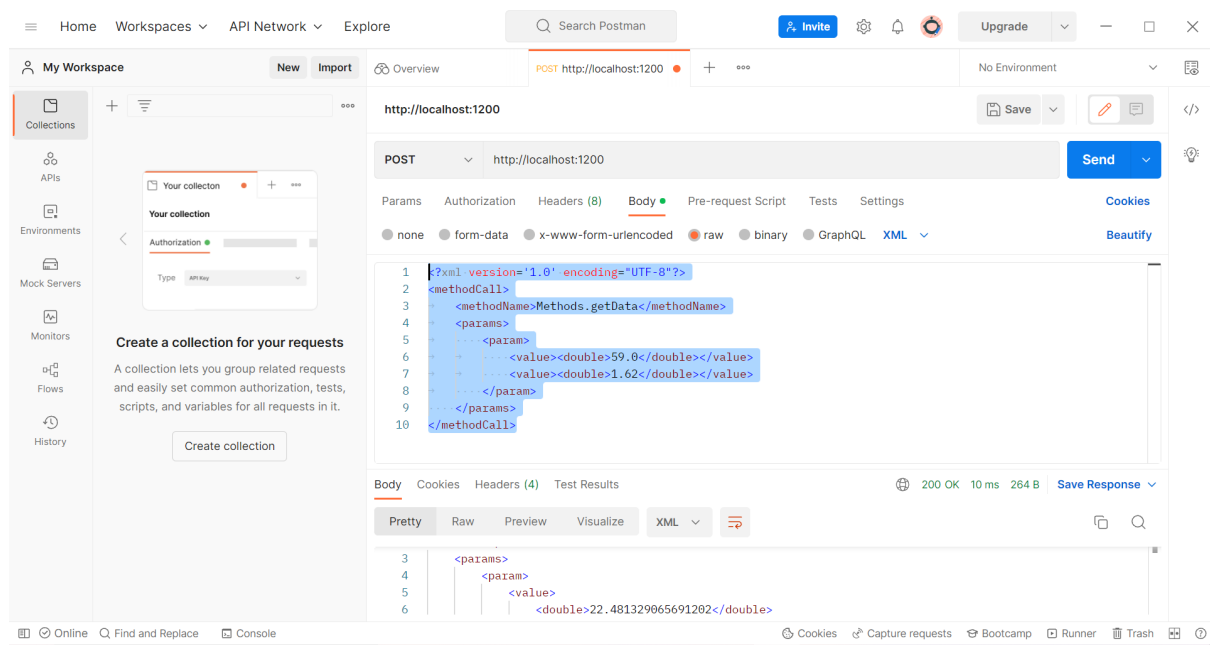 Home Workspaces API Network Explore Search Postman Invite Upgrade
My Workspace New Import
Overview POST http://localhost:1200 No Environment
Collections
APIs
Environments
Mock Servers
Monitors
Flows
History
Your collecton
Your collection
Authorization
Type API Key
Create a collection for your requests
A collection lets you group related requests
and easily set common authorization, tests,
scripts, and variables for all requests in it.
Create collection
http://localhost:1200 Save
POST http://localhost:1200 Send
Params Authorization Headers (8) Body Pre-request Script Tests Settings Cookies
none form-data x-www-form-urlencoded raw binary GraphQL XML Beautify
1 <?xml version='1.0' encoding="UTF-8"?>
2 <methodCall>
3 <methodName>Methods.getData</methodName>
4 <params>
5 <param>
6 <value><double>59.0</double></value>
7 <value><double>1.62</double></value>
8 </param>
9 </params>
10 </methodCall>
Body Cookies Headers (4) Test Results 200 OK 10 ms 264 B Save Response
Pretty Raw Preview Visualize XML
3 <params>
4 <param>
5 <value>
6 <double>22.481329065691202</double>
Online Find and Replace Console Cookies Capture requests Bootcamp Runner Trash